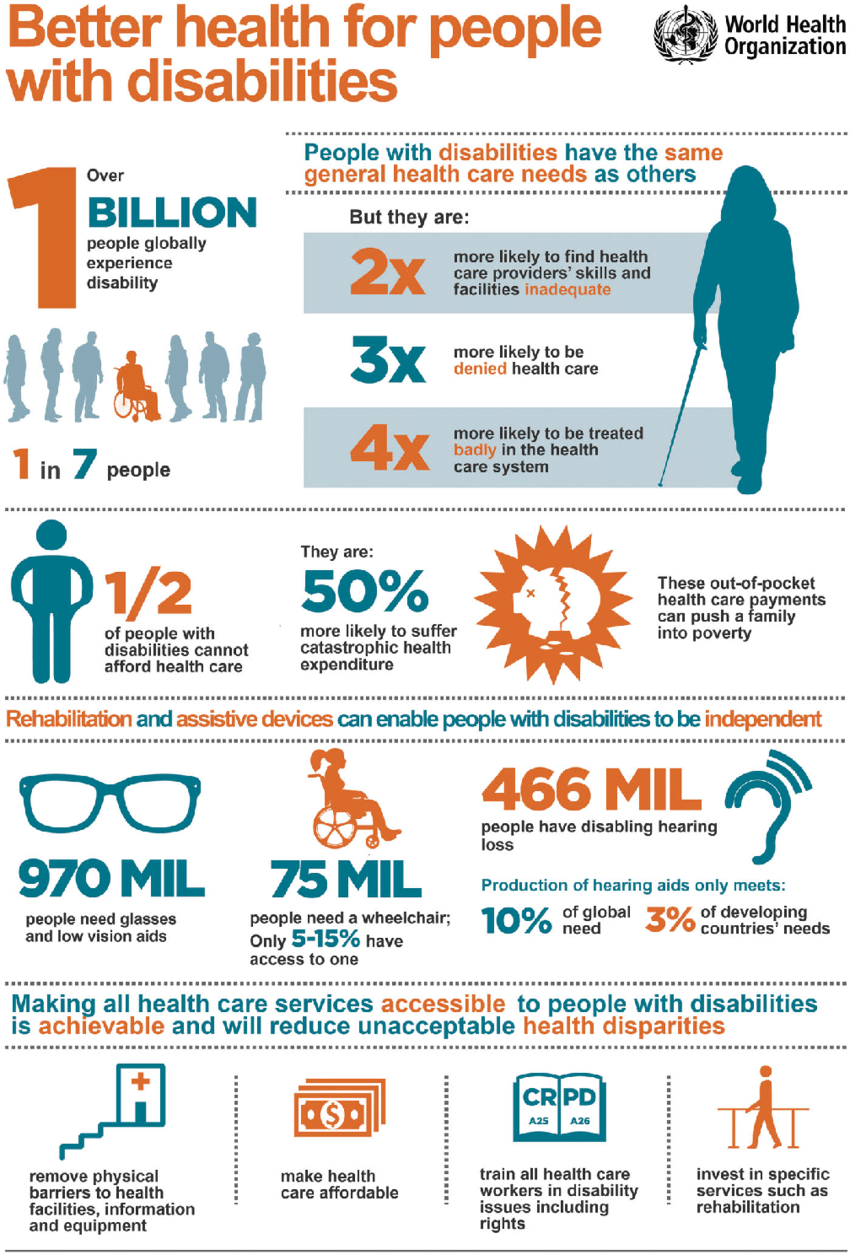 Better health for people
with disabilities
World Health
Organization
1
Over
BILLION
people globally
experience
disability
1 in 7 people
People with disabilities have the same
general health care needs as others
But they are:
2x
more likely to find health
care providers' skills and
facilities inadequate
3x
more likely to be
denied health care
4x
more likely to be treated
badly in the health
care system
1/2
of people with
disabilities cannot
afford health care
They are:
50%
more likely to suffer
catastrophic health
expenditure
These out-of-pocket
health care payments
can push a family
into poverty
Rehabilitation and assistive devices can enable people with disabilities to be independent
970 MIL
people need glasses
and low vision aids
75 MIL
people need a wheelchair;
Only 5-15% have
access to one
466 MIL
people have disabling hearing
loss
Production of hearing aids only meets:
10%
of global
need
3%
of developing
countries' needs
Making all health care services accessible to people with disabilities
is achievable and will reduce unacceptable health disparities
remove physical
barriers to health
facilities, information
and equipment
$
make health
care affordable
CRPD
A25 A26
train all health care
workers in disability
issues including
rights
invest in specific
services such as
rehabilitation